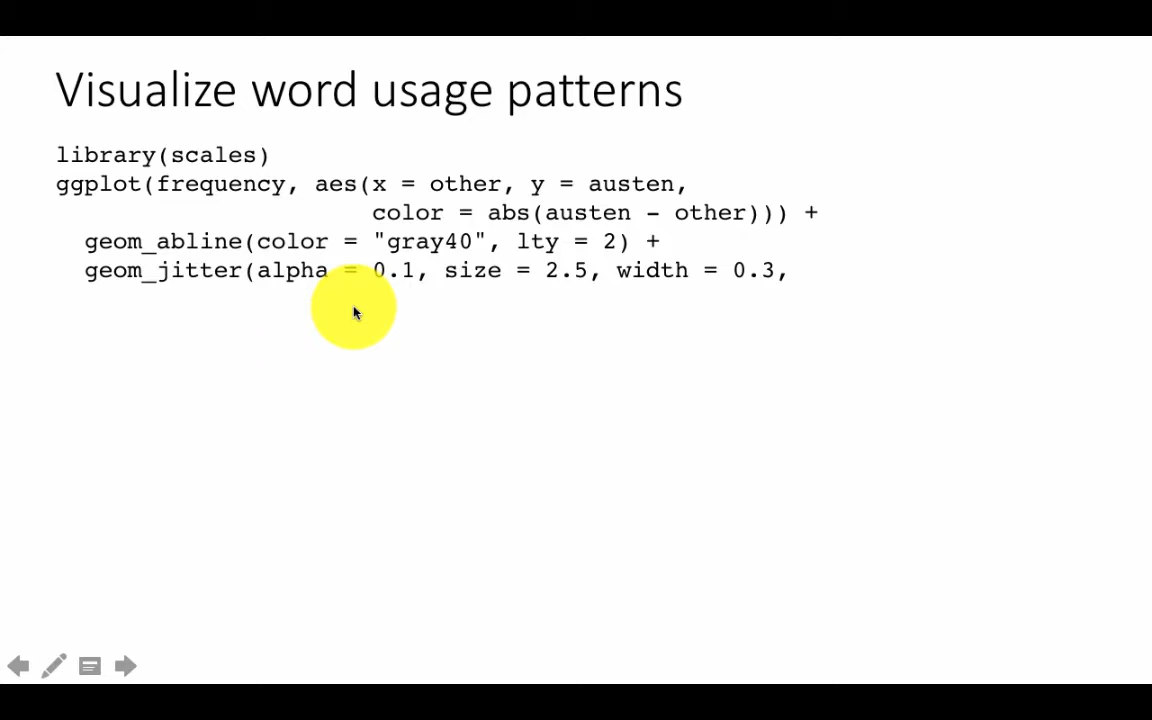 Visualize word usage patterns
library(scales)
ggplot(frequency, aes(x = other, y = austen,
color = abs(austen - other))) +
geom_abline(color = "gray40", lty = 2) +
geom_jitter(alpha = 0.1, size = 2.5, width = 0.3,